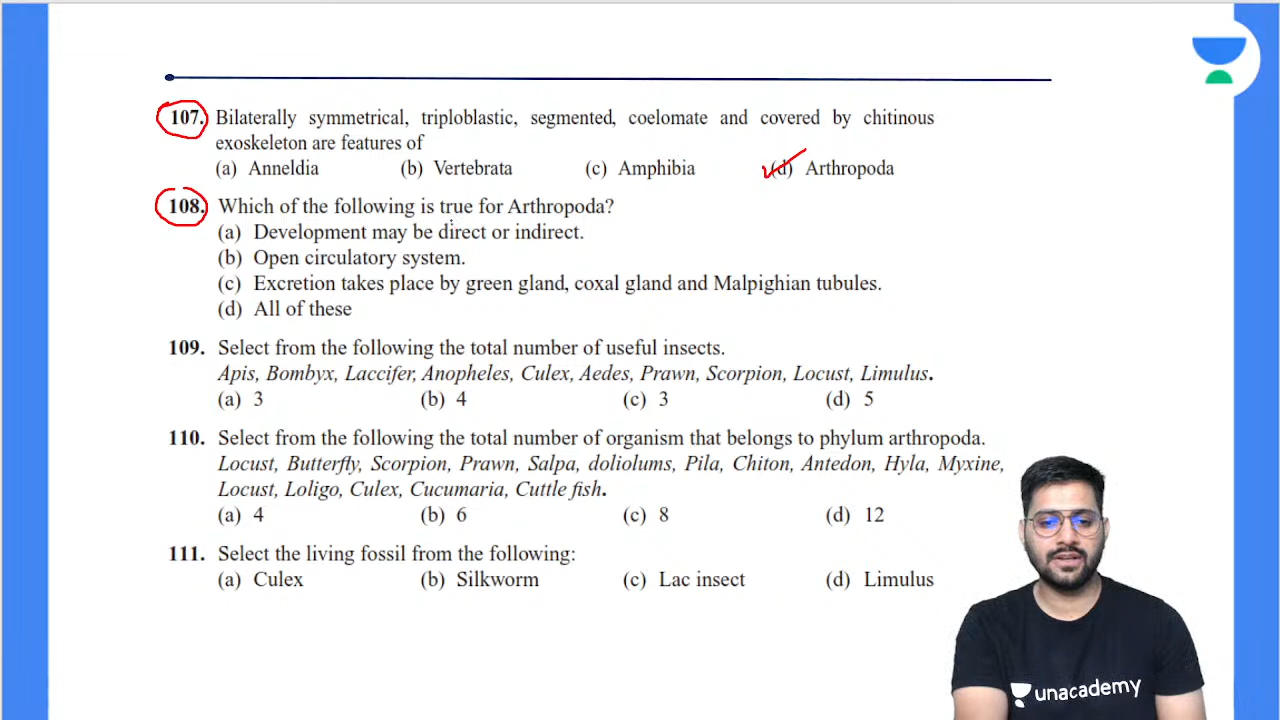 107. Bilaterally symmetrical, triploblastic, segmented, coelomate and covered by chitinous
exoskeleton are features of
(a) Anneldia (b) Vertebrata (c) Amphibia (d) Arthropoda
108. Which of the following is true for Arthropoda?
(a) Development may be direct or indirect.
(b) Open circulatory system.
(c) Excretion takes place by green gland, coxal gland and Malpighian tubules.
(d) All of these
109. Select from the following the total number of useful insects.
Apis, Bombyx, Laccifer, Anopheles, Culex, Aedes, Prawn, Scorpion, Locust, Limulus.
(a) 3 (b) 4 (c) 3 (d) 5
110. Select from the following the total number of organism that belongs to phylum arthropoda.
Locust, Butterfly, Scorpion, Prawn, Salpa, doliolums, Pila, Chiton, Antedon, Hyla, Myxine,
Locust, Loligo, Culex, Cucumaria, Cuttle fish.
(a) 4 (b) 6 (c) 8 (d) 12
111. Select the living fossil from the following:
(a) Culex (b) Silkworm (c) Lac insect (d) Limulus
unacademy